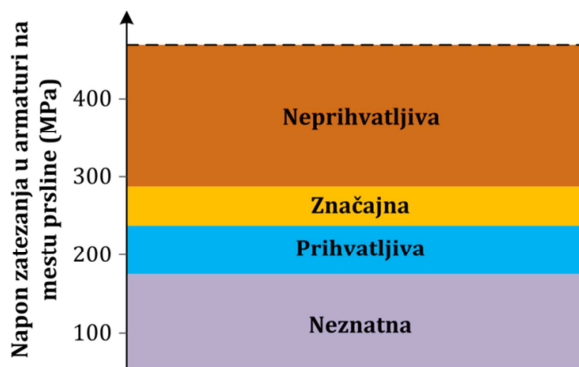 Napon zatezanja u armaturi na
mestu prsline (MPa)
400
300
200
100
Neprihvatljiva
Značajna
Prihvatljiva
Neznatna